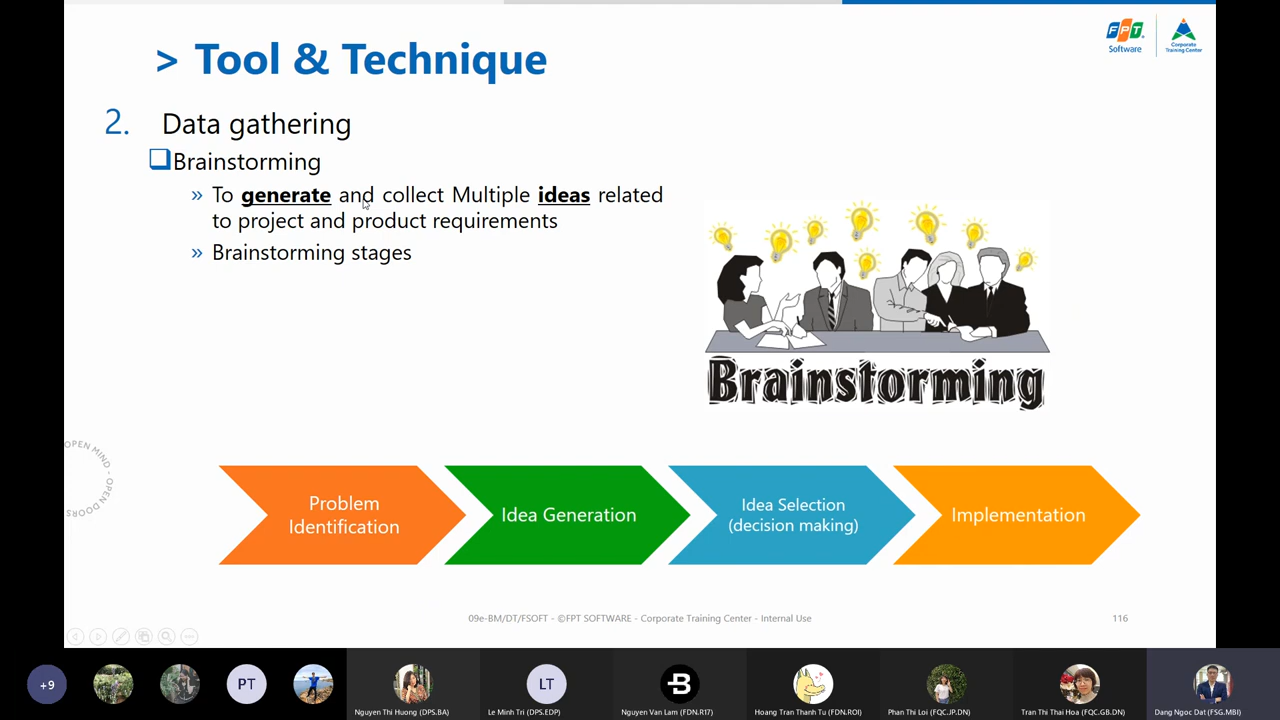 > Tool & Technique
FPT
Software
Corporate
Training Center
2. Data gathering
❑Brainstorming
» To generate and collect Multiple ideas related
to project and product requirements
» Brainstorming stages
Brainstorming
OPEN MIND - OPEN DOORS
Problem
Identification
Idea Generation
Idea Selection
(decision making)
Implementation
09e-BM/DT/FSOFT - ©FPT SOFTWARE - Corporate Training Center - Internal Use
116
+9
PT
LT
B
Nguyen Thi Huong (DPS.BA)
Le Minh Tri (DPS.EDP)
Nguyen Van Lam (FDN.R17)
Hoang Tran Thanh Tu (FDN.ROI)
Phan Thi Loi (FQC.JP.DN)
Tran Thi Thai Hoa (FQC.GB.DN)
Dang Ngoc Dat (FSG.MBI)